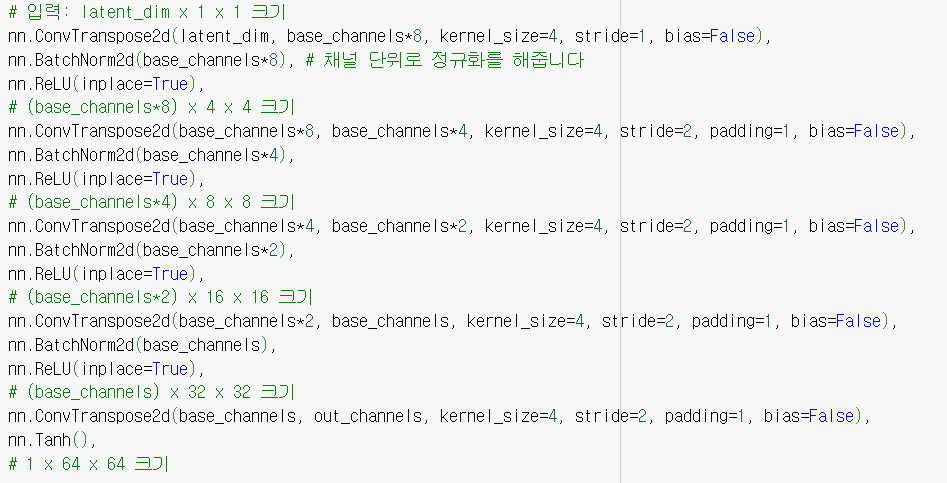 # 입력: latent_dim x 1 x 1 크기
nn.ConvTranspose2d(latent_dim, base_channels*8, kernel_size=4, stride=1, bias=False),
nn.BatchNorm2d(base_channels*8), # 채널 단위로 정규화를 해줍니다
nn.ReLU(inplace=True),
# (base_channels*8) x 4 x 4 크기
nn.ConvTranspose2d(base_channels*8, base_channels*4, kernel_size=4, stride=2, padding=1, bias=False),
nn.BatchNorm2d(base_channels*4),
nn.ReLU(inplace=True),
# (base_channels*4) x 8 x 8 크기
nn.ConvTranspose2d(base_channels*4, base_channels*2, kernel_size=4, stride=2, padding=1, bias=False),
nn.BatchNorm2d(base_channels*2),
nn.ReLU(inplace=True),
# (base_channels*2) x 16 x 16 크기
nn.ConvTranspose2d(base_channels*2, base_channels, kernel_size=4, stride=2, padding=1, bias=False),
nn.BatchNorm2d(base_channels),
nn.ReLU(inplace=True),
# (base_channels) x 32 x 32 크기
nn.ConvTranspose2d(base_channels, out_channels, kernel_size=4, stride=2, padding=1, bias=False),
nn.Tanh(),
# 1 x 64 x 64 크기